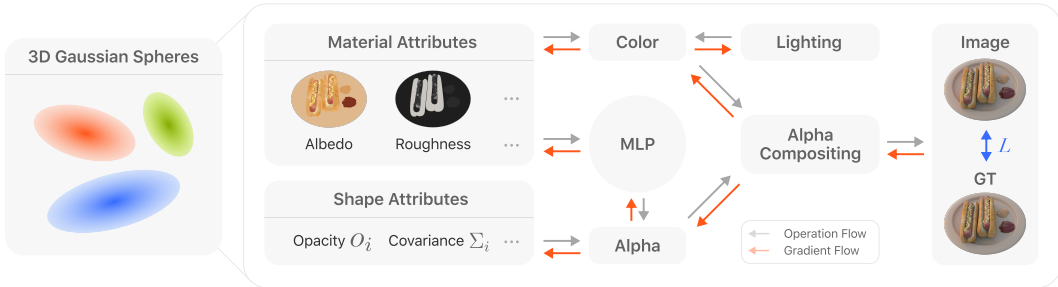 3D Gaussian Spheres
Material Attributes
Albedo
Roughness
...
...
Shape Attributes
Opacity O_i
Covariance Σ_i
...
Color
MLP
Alpha
Lighting
Alpha
Compositing
Operation Flow
Gradient Flow
Image
L
GT